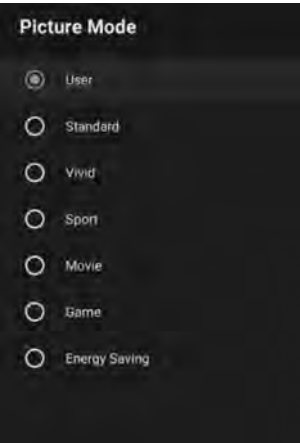 Picture Mode
User
Standard
Vivid
Sport
Movie
Game
Energy Saving